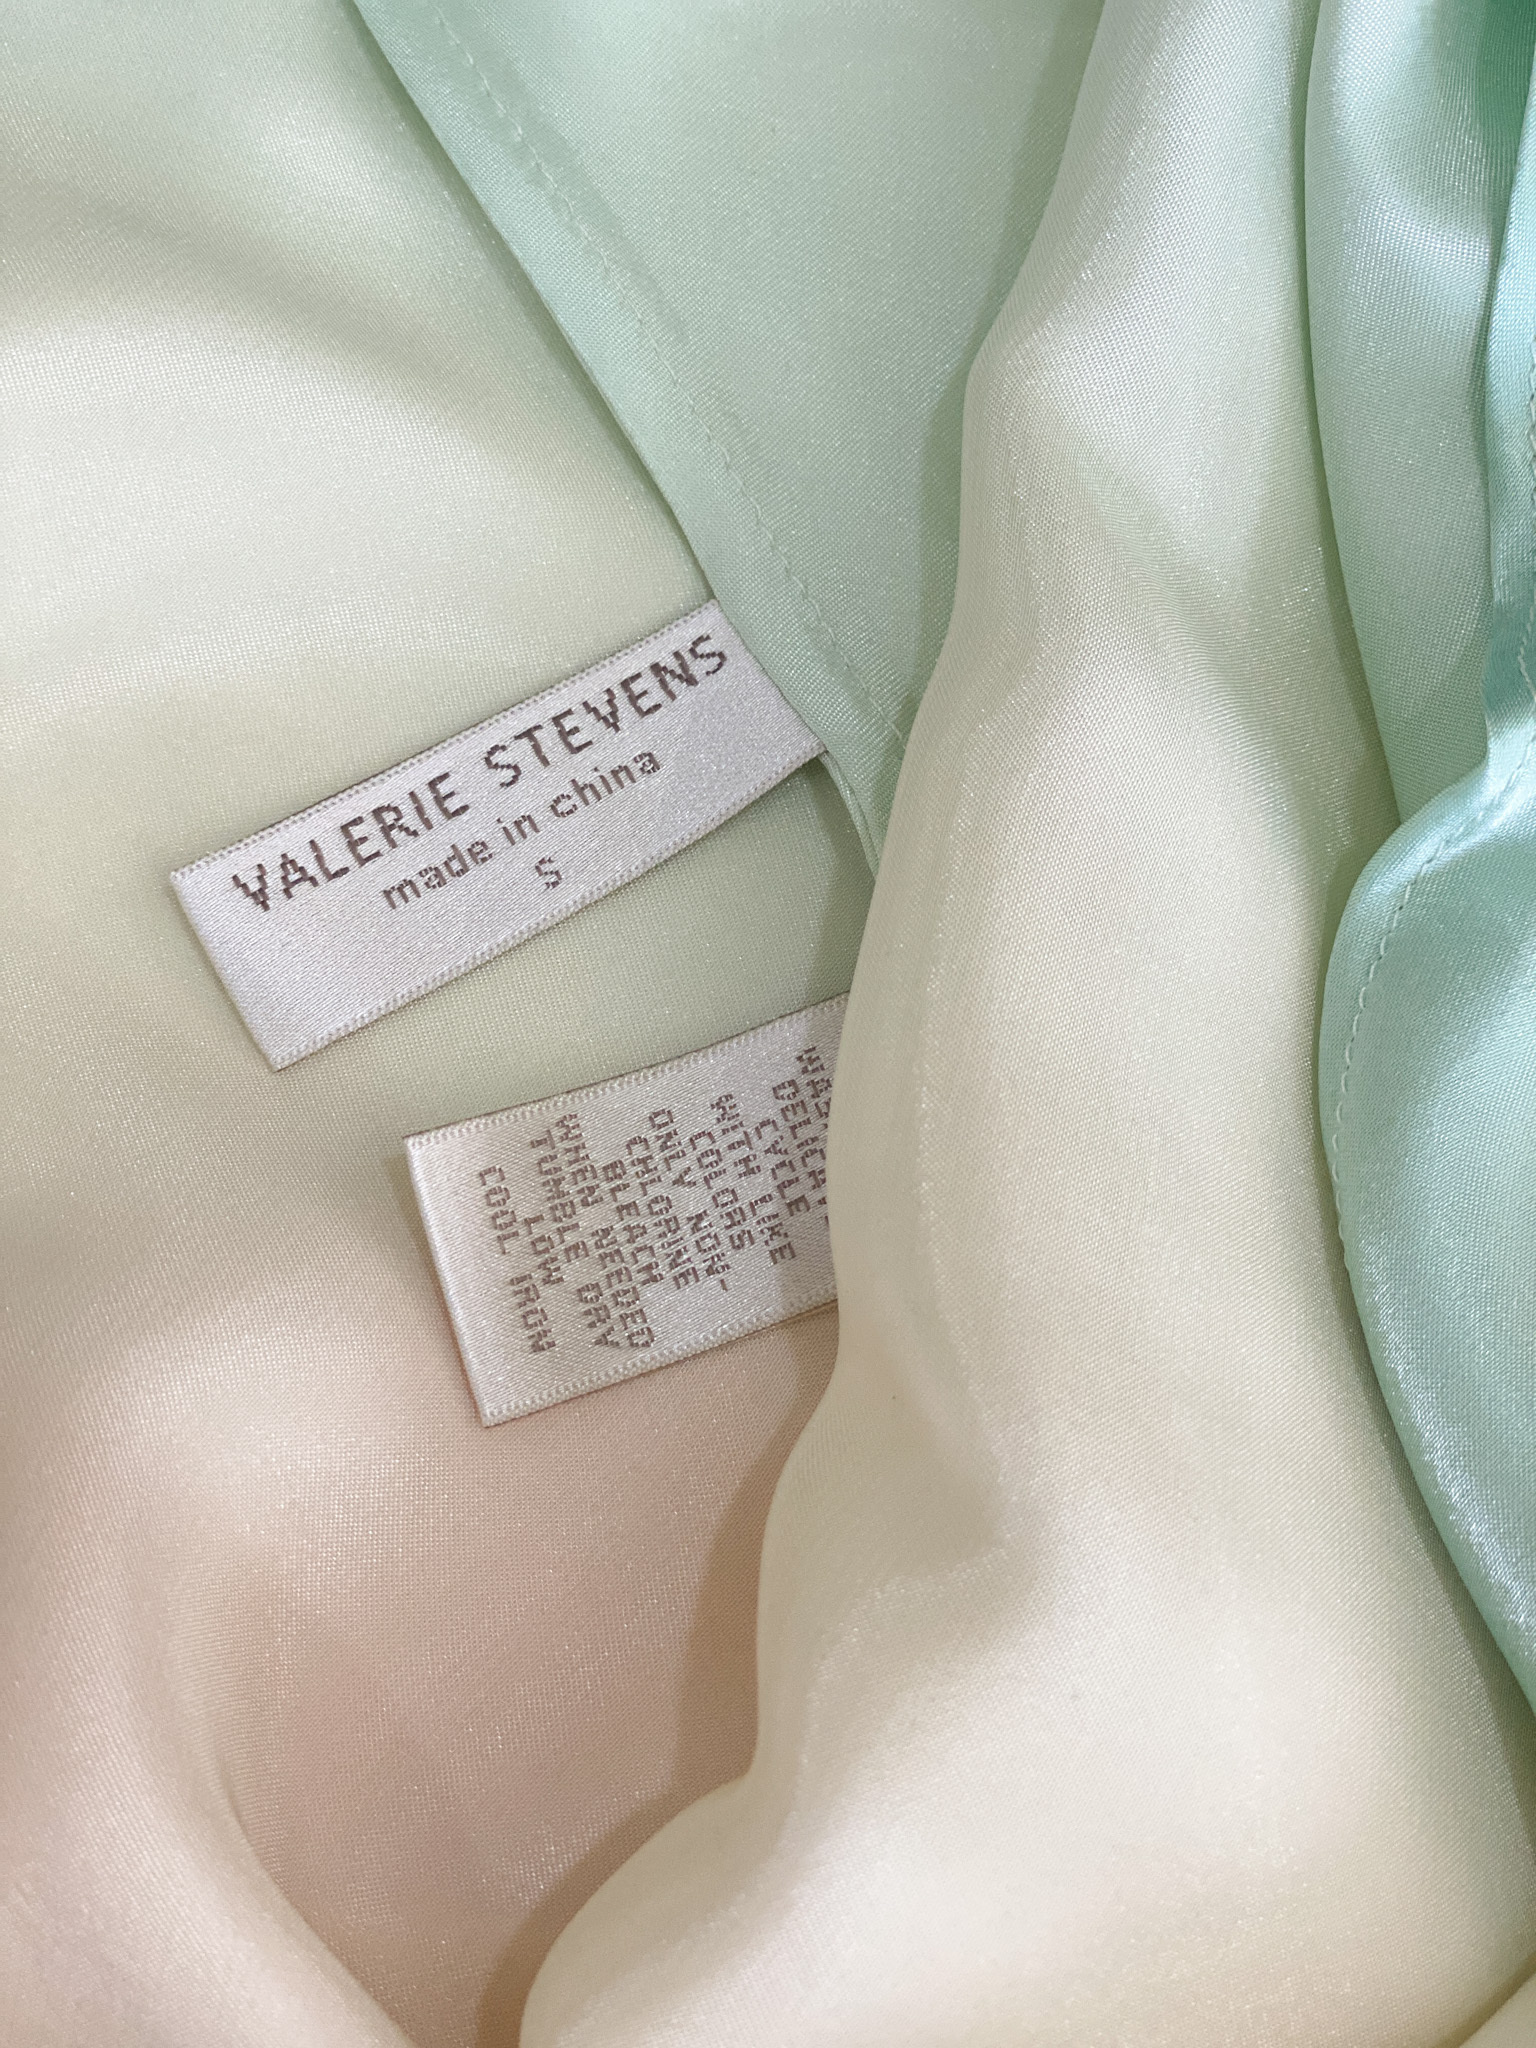 VALERIE STEVENS
made in china
S
DELICATE
CYCLE
WITH LIKE
COLORS
ONLY NON-
CHLORINE
BLEACH
WHEN NEEDED
TUMBLE DRY
LOW
COOL IRON